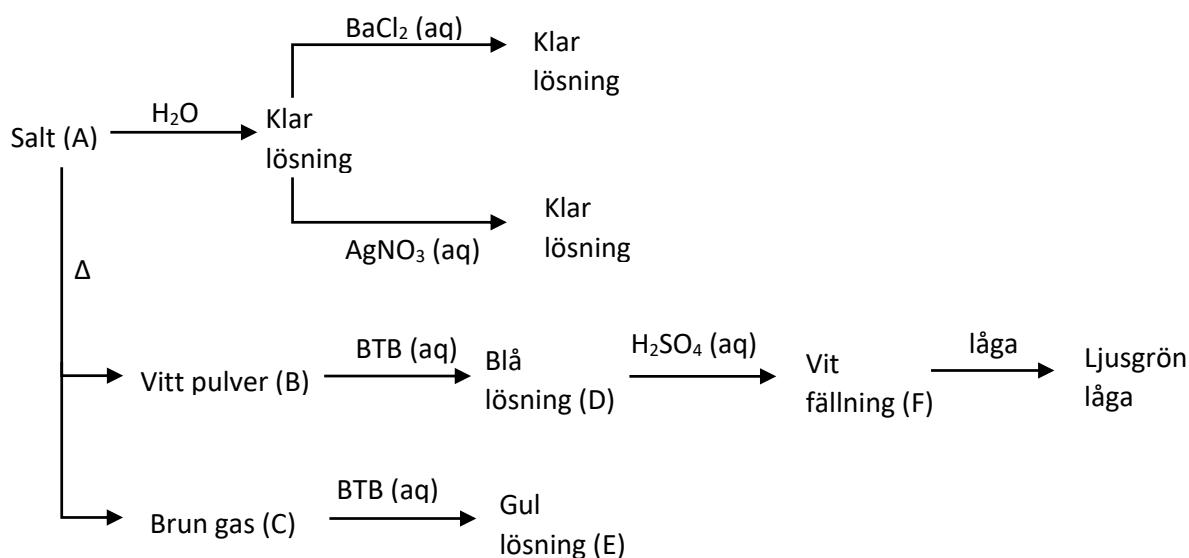 BaCl₂ (aq)
Klar
lösning
H₂O
Salt (A)
Klar
lösning
Klar
lösning
AgNO₃ (aq)
Δ
BTB (aq)
Blå
lösning (D)
H₂SO₄ (aq)
Vit
fällning (F)
låga
Ljusgrön
låga
Vitt pulver (B)
BTB (aq)
Gul
lösning (E)
Brun gas (C)